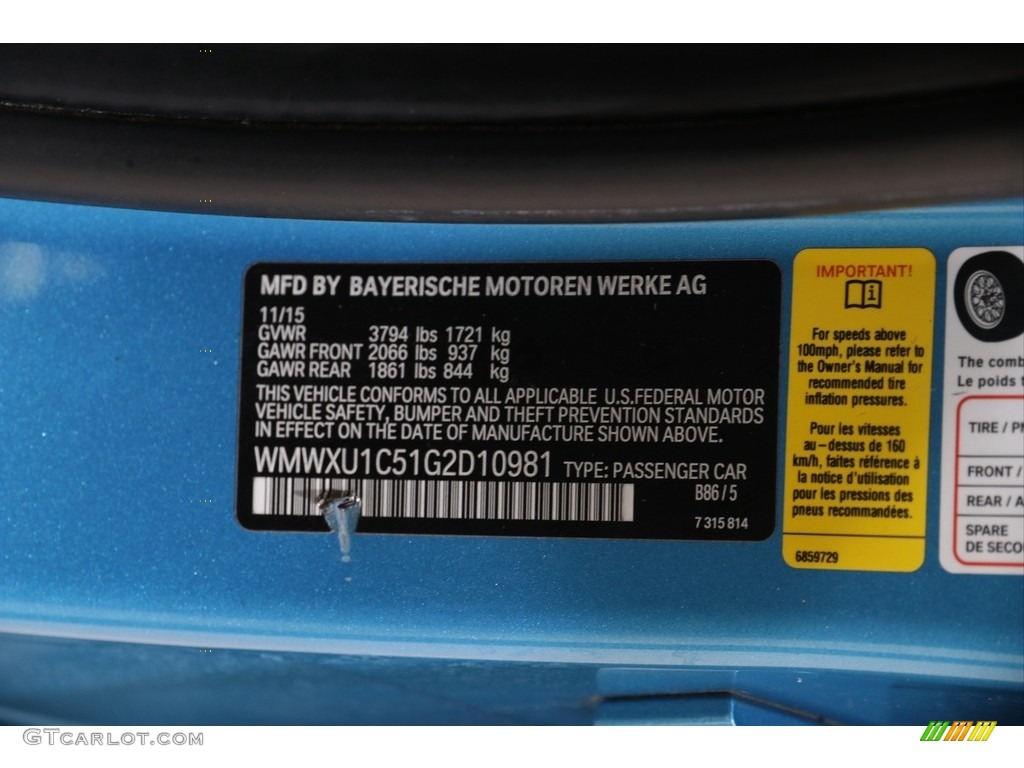 MFD BY BAYERISCHE MOTOREN WERKE AG
11/15
GVWR 3794 lbs 1721 kg
GAWR FRONT 2066 lbs 937 kg
GAWR REAR 1861 lbs 844 kg
THIS VEHICLE CONFORMS TO ALL APPLICABLE U.S.FEDERAL MOTOR
VEHICLE SAFETY, BUMPER AND THEFT PREVENTION STANDARDS
IN EFFECT ON THE DATE OF MANUFACTURE SHOWN ABOVE.
WMWXU1C51G2D10981 TYPE: PASSENGER CAR
B86/5
7 315 814
IMPORTANT!
For speeds above
100mph, please refer to
the Owner's Manual for
recommended tire
inflation pressures.
Pour les vitesses
au-dessus de 160
km/h, faites référence à
la notice d'utilisation
pour les pressions des
pneus recommandées.
6859729
The comb
Le poids t
TIRE / PN
FRONT /
REAR / A
SPARE
DE SECO
GTcarlot.com